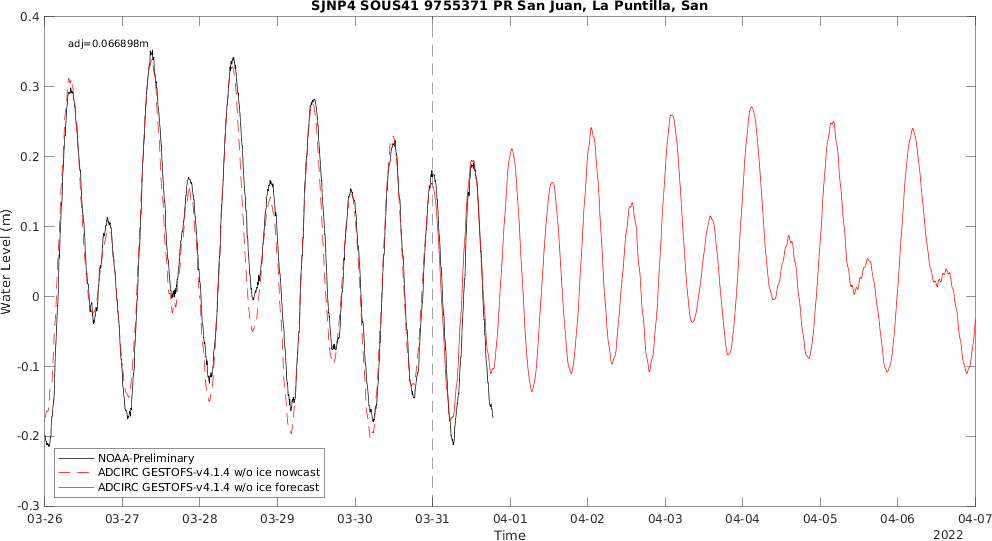 SJNP4 SOUS41 9755371 PR San Juan, La Puntilla, San
adj=0.066898m
0.4
0.3
0.2
0.1
0
-0.1
-0.2
-0.3
Water Level (m)
NOAA-Preliminary
ADCIRC GESTOFS-v4.1.4 w/o ice nowcast
ADCIRC GESTOFS-v4.1.4 w/o ice forecast
03-26 03-27 03-28 03-29 03-30 03-31 04-01 04-02 04-03 04-04 04-05 04-06 04-07
Time
2022